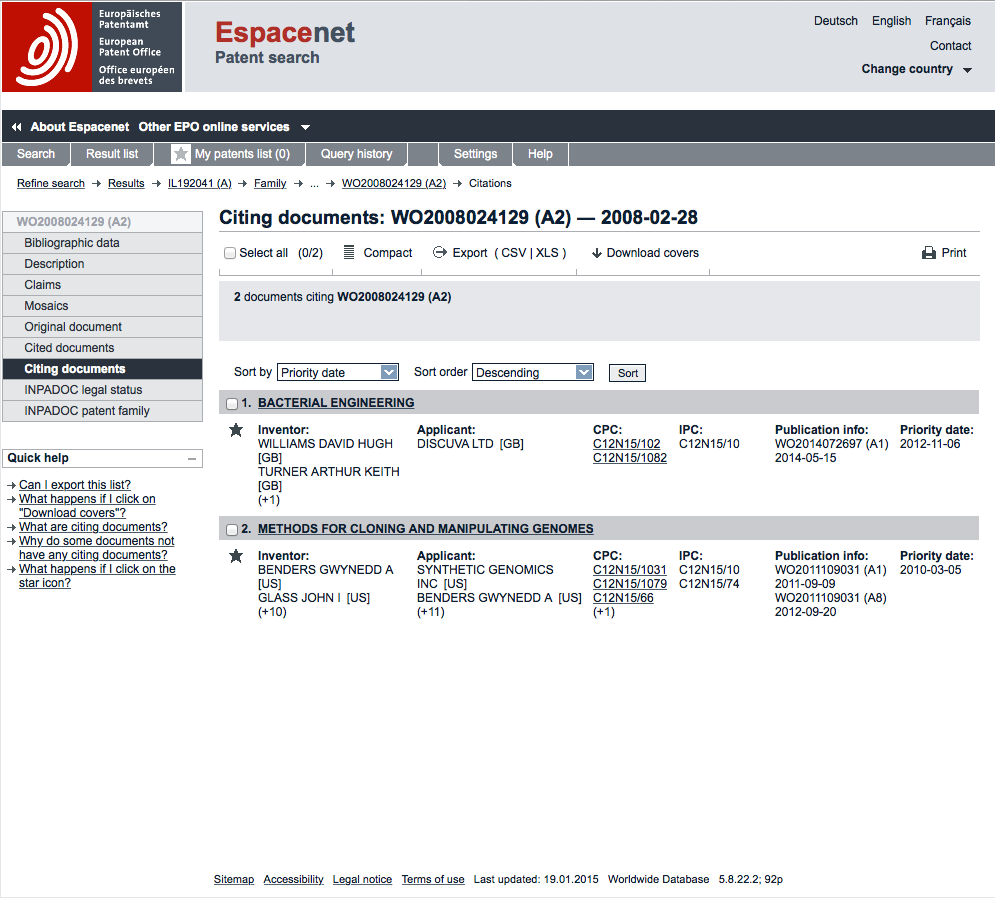 Europäisches
Patentamt
European
Patent Office
Office européen
des brevets
Espacenet
Patent search
Deutsch English Français
Contact
Change country
About Espacenet Other EPO online services
Search Result list My patents list (0) Query history Settings Help
Refine search → Results → IL192041 (A) → Family → ... → WO2008024129 (A2) → Citations
WO2008024129 (A2)
Bibliographic data
Description
Claims
Mosaics
Original document
Cited documents
Citing documents
INPADOC legal status
INPADOC patent family
Quick help
→ Can I export this list?
→ What happens if I click on
"Download covers"?
→ What are citing documents?
→ Why do some documents not
have any citing documents?
→ What happens if I click on the
star icon?
Citing documents: WO2008024129 (A2) — 2008-02-28
Select all (0/2) Compact Export ( CSV | XLS ) Download covers Print
2 documents citing WO2008024129 (A2)
Sort by Priority date Sort order Descending Sort
1. BACTERIAL ENGINEERING
Inventor:
WILLIAMS DAVID HUGH
[GB]
TURNER ARTHUR KEITH
[GB]
(+1)
Applicant:
DISCUVA LTD [GB]
CPC:
C12N15/102
C12N15/1082
IPC:
C12N15/10
Publication info:
WO2014072697 (A1)
2014-05-15
Priority date:
2012-11-06
2. METHODS FOR CLONING AND MANIPULATING GENOMES
Inventor:
BENDERS GWYNEDD A
[US]
GLASS JOHN I [US]
(+10)
Applicant:
SYNTHETIC GENOMICS
INC [US]
BENDERS GWYNEDD A [US]
(+11)
CPC:
C12N15/1031
C12N15/1079
C12N15/66
(+1)
IPC:
C12N15/10
C12N15/74
Publication info:
WO2011109031 (A1)
2011-09-09
WO2011109031 (A8)
2012-09-20
Priority date:
2010-03-05
Sitemap Accessibility Legal notice Terms of use Last updated: 19.01.2015 Worldwide Database 5.8.22.2; 92p